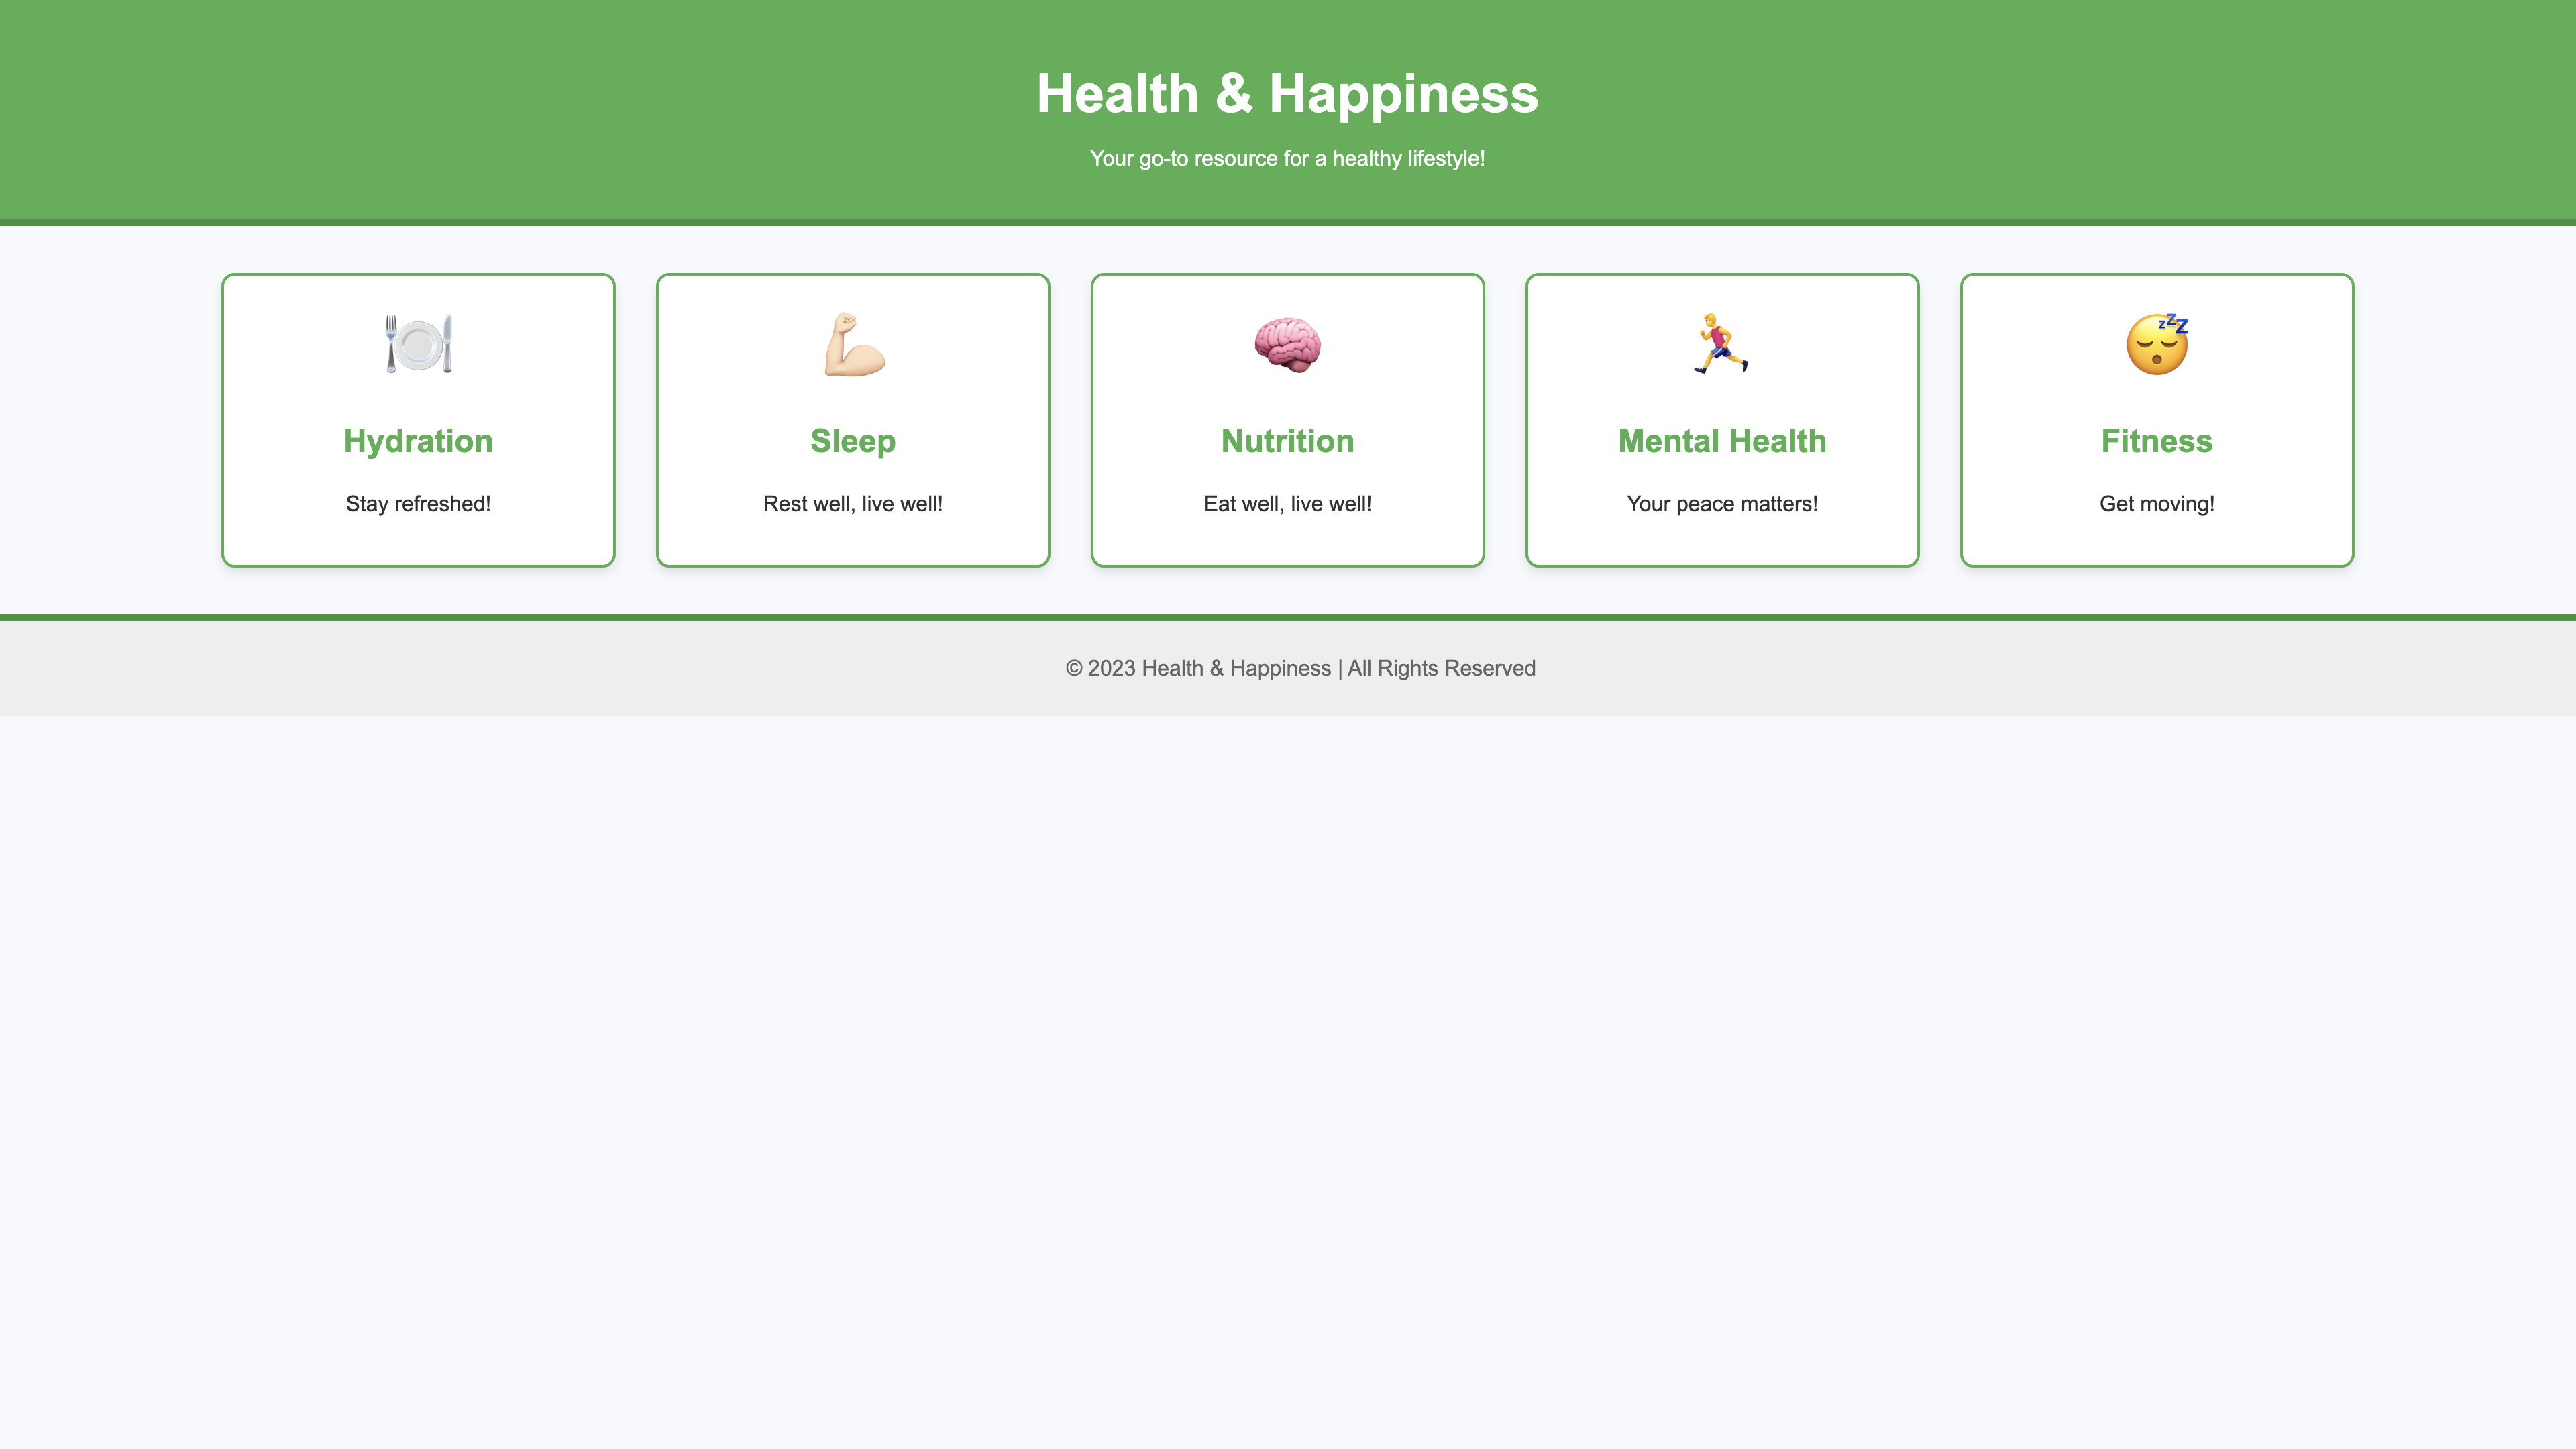 Health & Happiness
Your go-to resource for a healthy lifestyle!
Hydration
Stay refreshed!
Sleep
Rest well, live well!
Nutrition
Eat well, live well!
Mental Health
Your peace matters!
Fitness
Get moving!
© 2023 Health & Happiness | All Rights Reserved